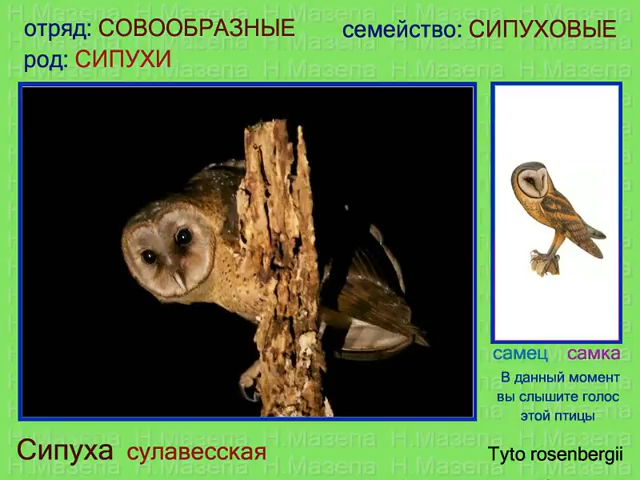 отряд: СОВООБРАЗНЫЕ
семейство: СИПУХОВЫЕ
род: СИПУХИ
самец самка
В данный момент
вы слышите голос
этой птицы
Сипуха сулавесская
Tyto rosenbergii
Н.Мазепа